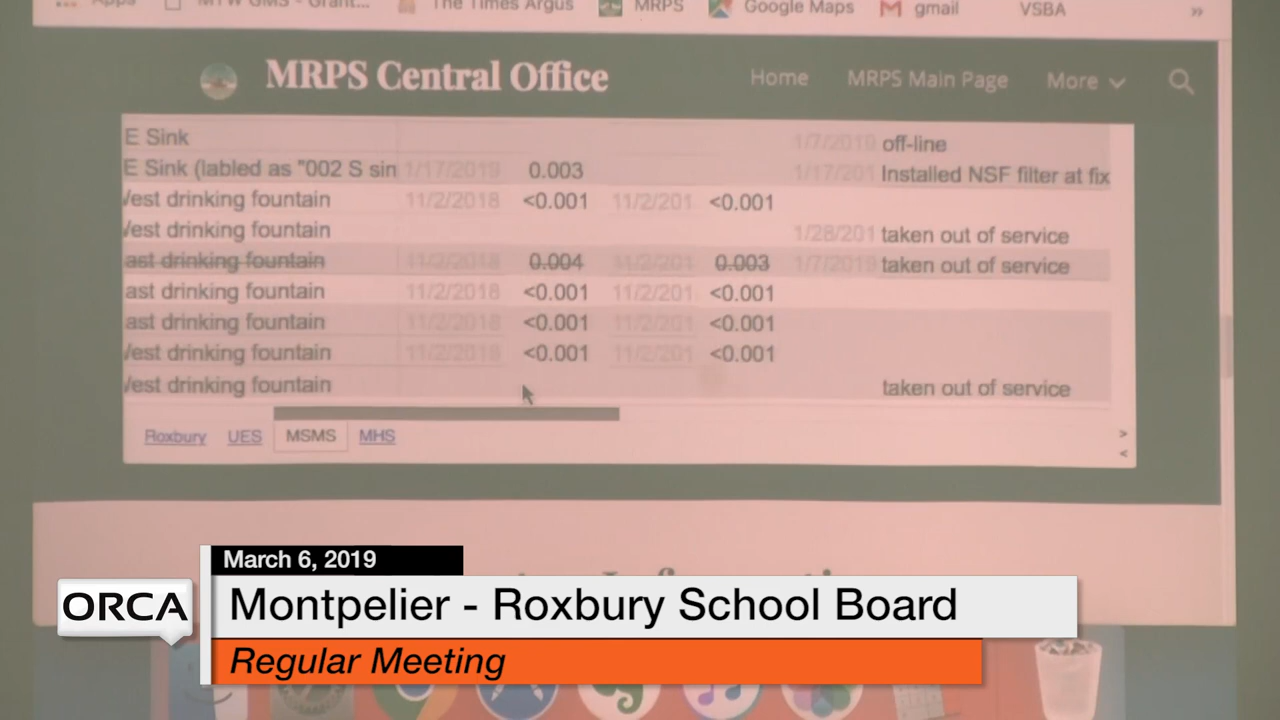 Apps
MTW GMS - Grant...
The Times Argus
MRPS
Google Maps
gmail
VSBA
»
MRPS Central Office
Home
MRPS Main Page
More
E Sink 1/7/2019 off-line
E Sink (labled as "002 S sin 1/17/2019 0.003 1/17/201 Installed NSF filter at fix
Vest drinking fountain 11/2/2018 <0.001 11/2/201 <0.001
Vest drinking fountain 1/28/201 taken out of service
ast drinking fountain 11/2/2018 0.004 11/2/201 0.003 1/7/2019 taken out of service
ast drinking fountain 11/2/2018 <0.001 11/2/201 <0.001
ast drinking fountain 11/2/2018 <0.001 11/2/201 <0.001
Vest drinking fountain 11/2/2018 <0.001 11/2/201 <0.001
Vest drinking fountain taken out of service
Roxbury UES MSMS MHS
March 6, 2019
ORCA
Montpelier - Roxbury School Board
Regular Meeting